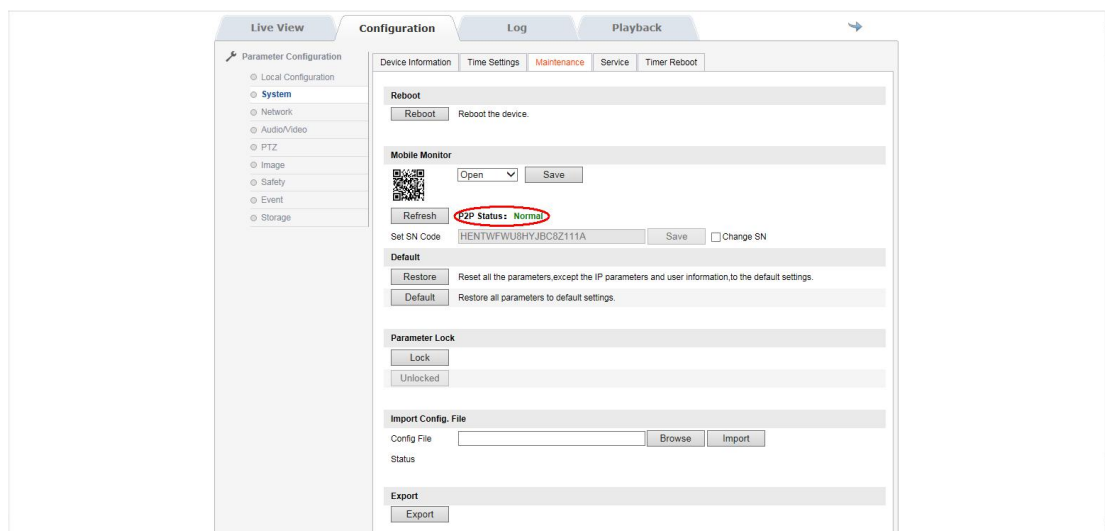 Live View Configuration Log Playback
Parameter Configuration
Local Configuration
System
Network
Audio/Video
PTZ
Image
Safety
Event
Storage
Device Information Time Settings Maintenance Service Timer Reboot
Reboot
Reboot Reboot the device.
Mobile Monitor
Open Save
Refresh P2P Status: Normal
Set SN Code HENTWFWU8HYJBC8Z111A Save Change SN
Default
Restore Reset all the parameters,except the IP parameters and user information,to the default settings.
Default Restore all parameters to default settings.
Parameter Lock
Lock
Unlocked
Import Config. File
Config File Browse Import
Status
Export
Export